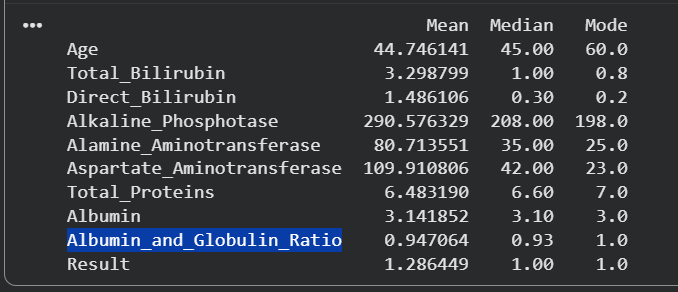 Mean Median Mode
Age 44.746141 45.00 60.0
Total_Bilirubin 3.298799 1.00 0.8
Direct_Bilirubin 1.486106 0.30 0.2
Alkaline_Phosphotase 290.576329 208.00 198.0
Alamine_Aminotransferase 80.713551 35.00 25.0
Aspartate_Aminotransferase 109.910806 42.00 23.0
Total_Proteins 6.483190 6.60 7.0
Albumin 3.141852 3.10 3.0
Albumin_and_Globulin_Ratio 0.947064 0.93 1.0
Result 1.286449 1.00 1.0